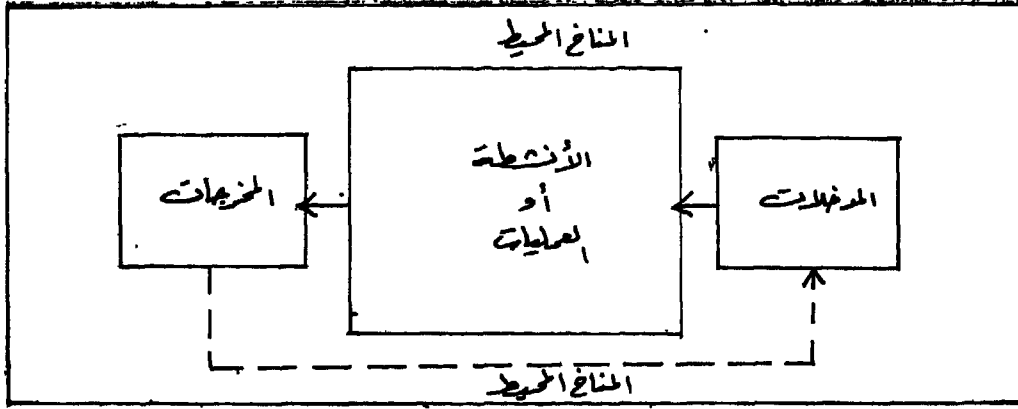 المناخ المحيط
المدخلات
الأنشطة
أو
العمليات
المخرجات
المناخ المحيط